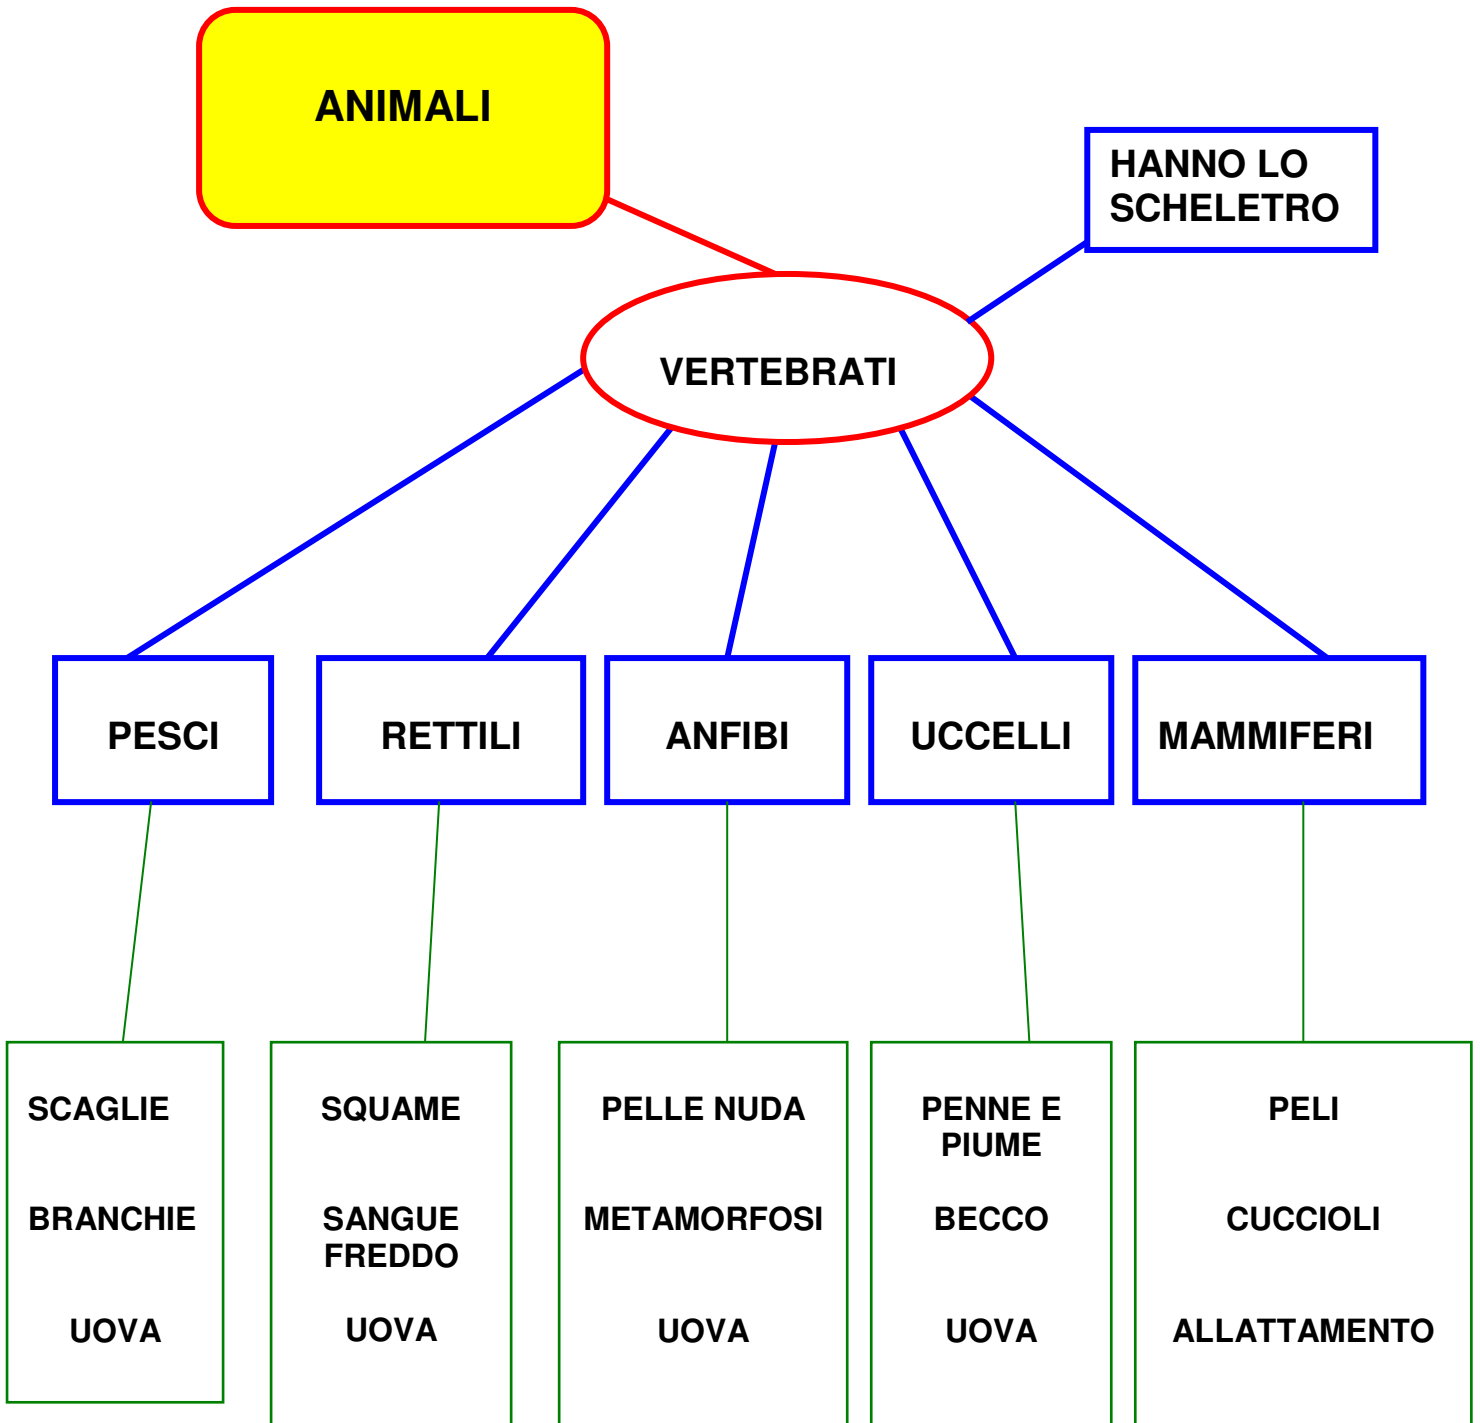 ANIMALI
HANNO LO
SCHELETRO
VERTEBRATI
PESCI
RETTILI
ANFIBI
UCCELLI
MAMMIFERI
SCAGLIE
BRANCHIE
UOVA
SQUAME
SANGUE
FREDDO
UOVA
PELLE NUDA
METAMORFOSI
UOVA
PENNE E
PIUME
BECCO
UOVA
PELI
CUCCIOLI
ALLATTAMENTO